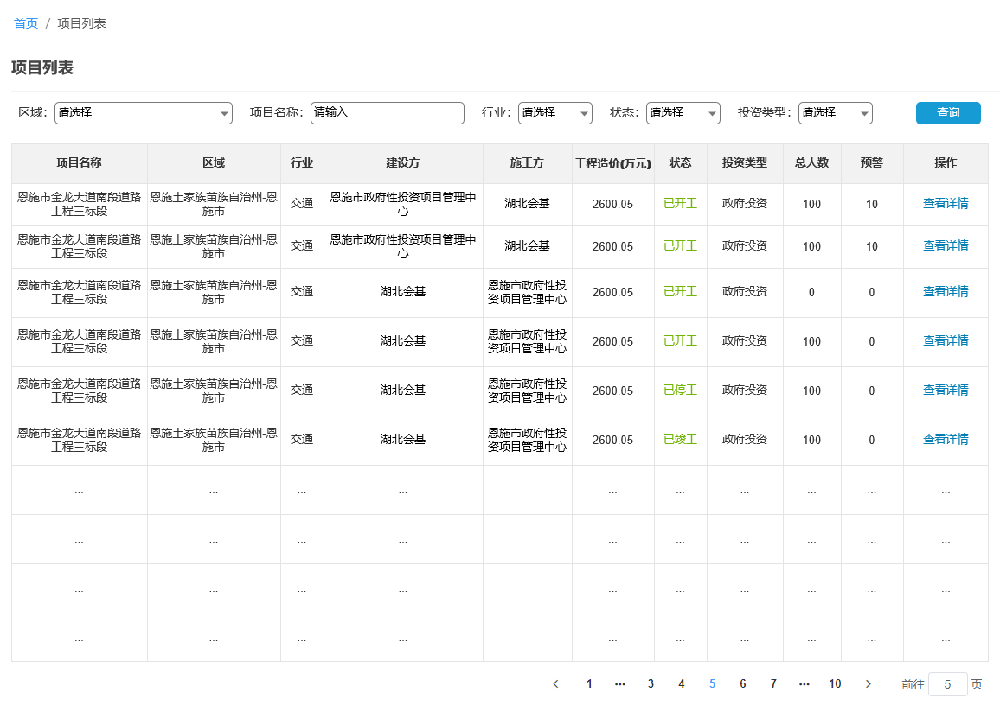 首页 / 项目列表
项目列表
区域: 请选择 项目名称: 请输入 行业: 请选择 状态: 请选择 投资类型: 请选择 查询
项目名称 区域 行业 建设方 施工方 工程造价(万元) 状态 投资类型 总人数 预警 操作
恩施市金龙大道南段道路工程三标段 恩施土家族苗族自治州-恩施市 交通 恩施市政府性投资项目管理中心 湖北会基 2600.05 已开工 政府投资 100 10 查看详情
恩施市金龙大道南段道路工程三标段 恩施土家族苗族自治州-恩施市 交通 恩施市政府性投资项目管理中心 湖北会基 2600.05 已开工 政府投资 100 10 查看详情
恩施市金龙大道南段道路工程三标段 恩施土家族苗族自治州-恩施市 交通 湖北会基 恩施市政府性投资项目管理中心 2600.05 已开工 政府投资 0 0 查看详情
恩施市金龙大道南段道路工程三标段 恩施土家族苗族自治州-恩施市 交通 湖北会基 恩施市政府性投资项目管理中心 2600.05 已开工 政府投资 100 0 查看详情
恩施市金龙大道南段道路工程三标段 恩施土家族苗族自治州-恩施市 交通 湖北会基 恩施市政府性投资项目管理中心 2600.05 已停工 政府投资 100 0 查看详情
恩施市金龙大道南段道路工程三标段 恩施土家族苗族自治州-恩施市 交通 湖北会基 恩施市政府性投资项目管理中心 2600.05 已竣工 政府投资 100 0 查看详情
... ... ... ... ... ... ... ... ... ...
... ... ... ... ... ... ... ... ... ...
... ... ... ... ... ... ... ... ... ...
... ... ... ... ... ... ... ... ... ...
< 1 ... 3 4 5 6 7 ... 10 > 前往 5 页